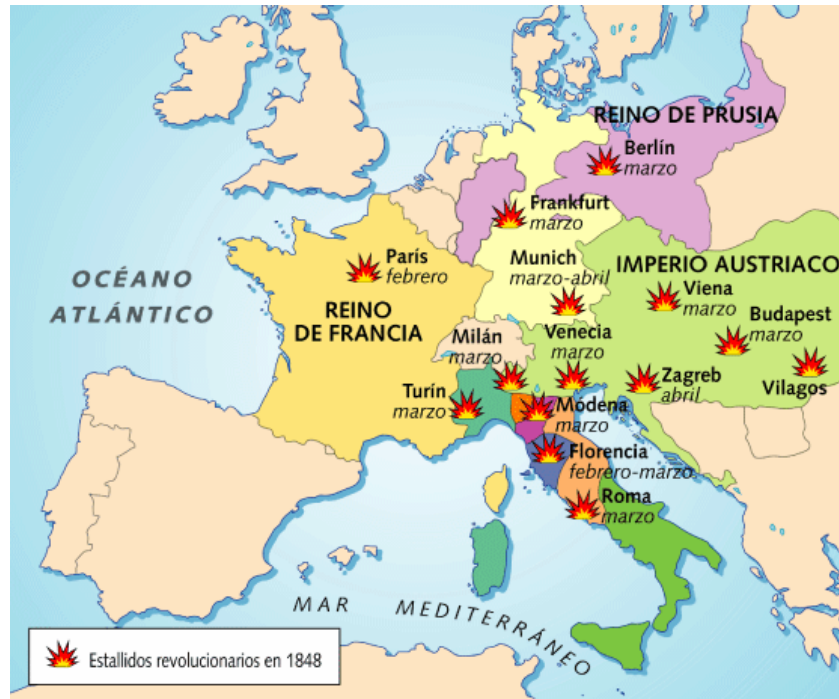 REINO DE PRUSIA
Berlín
marzo
Frankfurt
marzo
Munich
marzo-abril
IMPERIO AUSTRIACO
Viena
marzo
Budapest
marzo
Vilagos
París
febrero
OCÉANO
ATLÁNTICO
REINO
DE FRANCIA
Milán
marzo
Venecia
marzo
Zagreb
abril
Turín
marzo
Módena
marzo
Florencia
febrero-marzo
Roma
marzo
MAR MEDITERRÁNEO
Estallidos revolucionarios en 1848